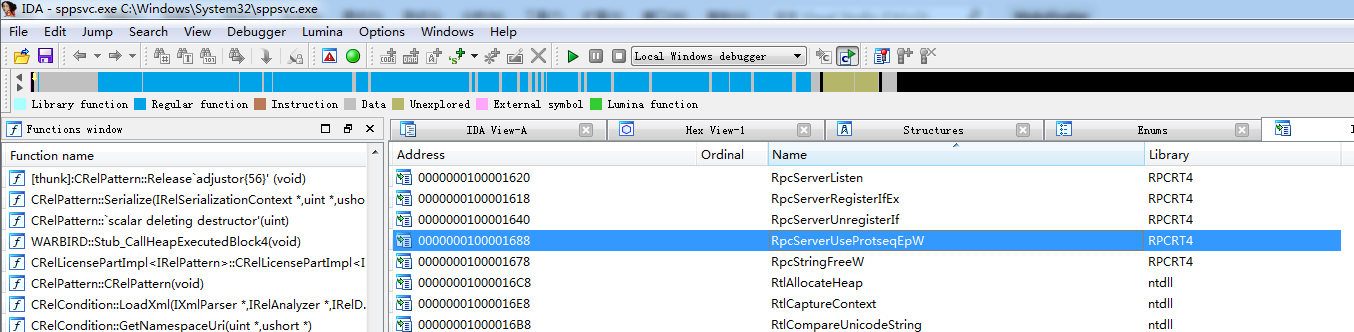 IDA - sppsvc.exe C:\Windows\System32\sppsvc.exe
File Edit Jump Search View Debugger Lumina Options Windows Help
Local Windows debugger
Library function Regular function Instruction Data Unexplored External symbol Lumina function
Functions window
IDA View-A Hex View-1 Structures Enums
Function name
Address Ordinal Name Library
[thunk]:CRelPattern::Release`adjustor{56}' (void)
0000000100001620 RpcServerListen RPCRT4
CRelPattern::Serialize(IRelSerializationContext *,uint *,usho
0000000100001618 RpcServerRegisterIfEx RPCRT4
CRelPattern::`scalar deleting destructor'(uint)
0000000100001640 RpcServerUnregisterIf RPCRT4
WARBIRD::Stub_CallHeapExecutedBlock4(void)
0000000100001688 RpcServerUseProtseqEpW RPCRT4
CRelLicensePartImpl<IRelPattern>::CRelLicensePartImpl<I
0000000100001678 RpcStringFreeW RPCRT4
CRelPattern::CRelPattern(void)
00000001000016C8 RtlAllocateHeap ntdll
CRelCondition::LoadXml(IXmlParser *,IRelAnalyzer *,IRelD.
00000001000016E8 RtlCaptureContext ntdll
CRelCondition::GetNamespaceUri(uint *,ushort *)
00000001000016B8 RtlCompareUnicodeString ntdll